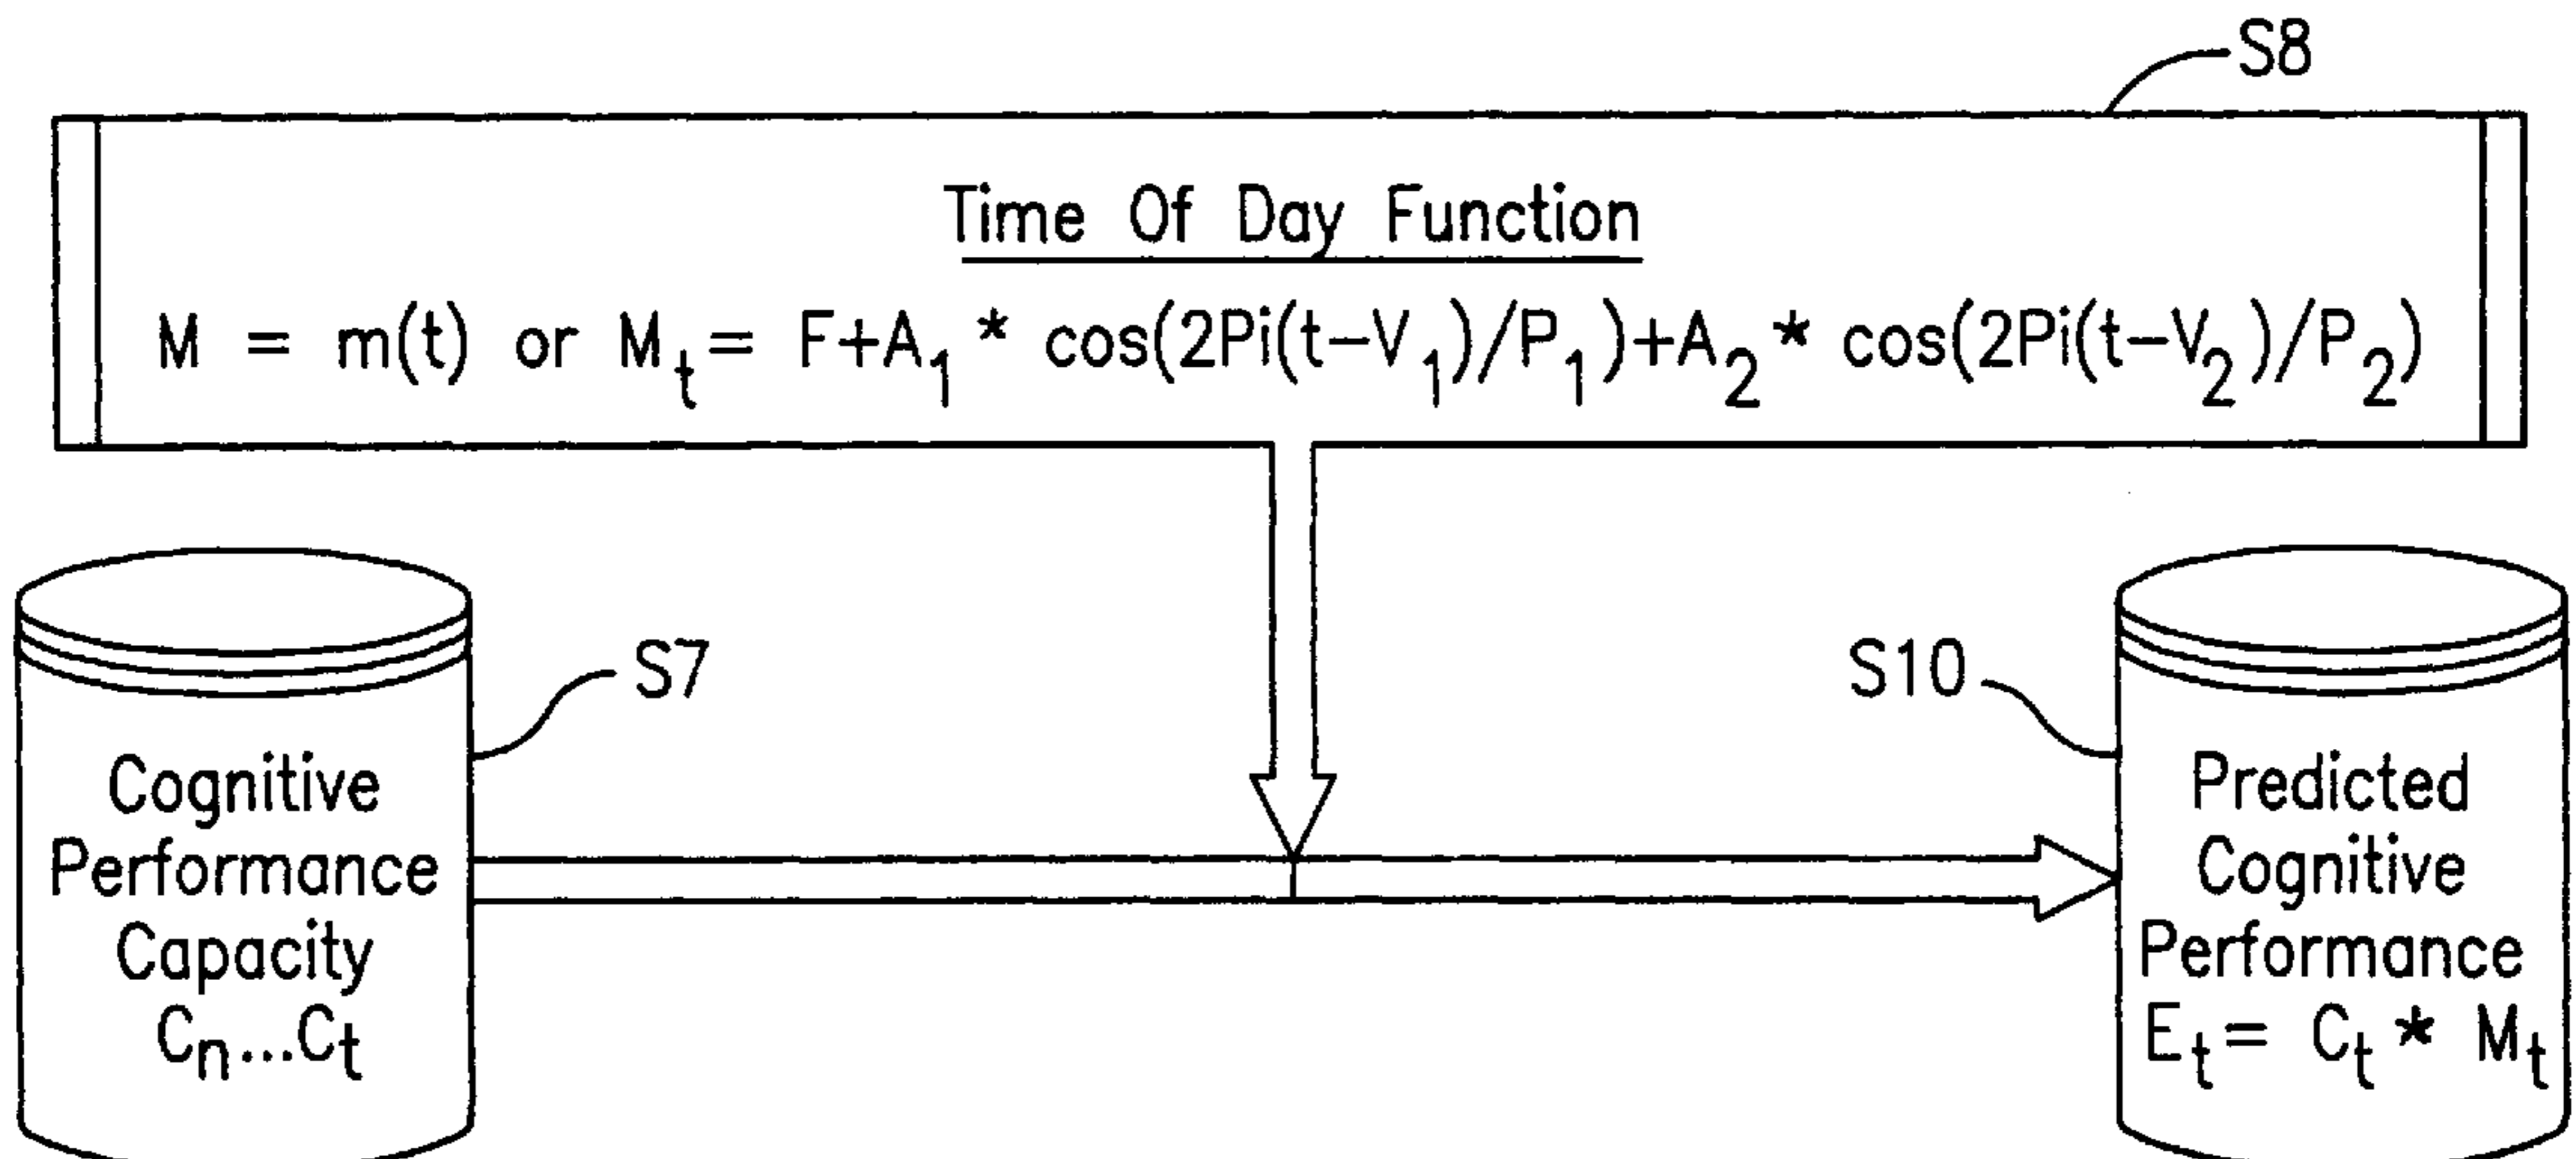 S8
Time Of Day Function
M = m(t) or Mₜ= F+A₁ * cos(2Pi(t−V₁)/P₁)+A₂ * cos(2Pi(t−V₂)/P₂)
S7
Cognitive
Performance
Capacity
Cₙ...Cₜ
S10
Predicted
Cognitive
Performance
Eₜ= Cₜ * Mₜ